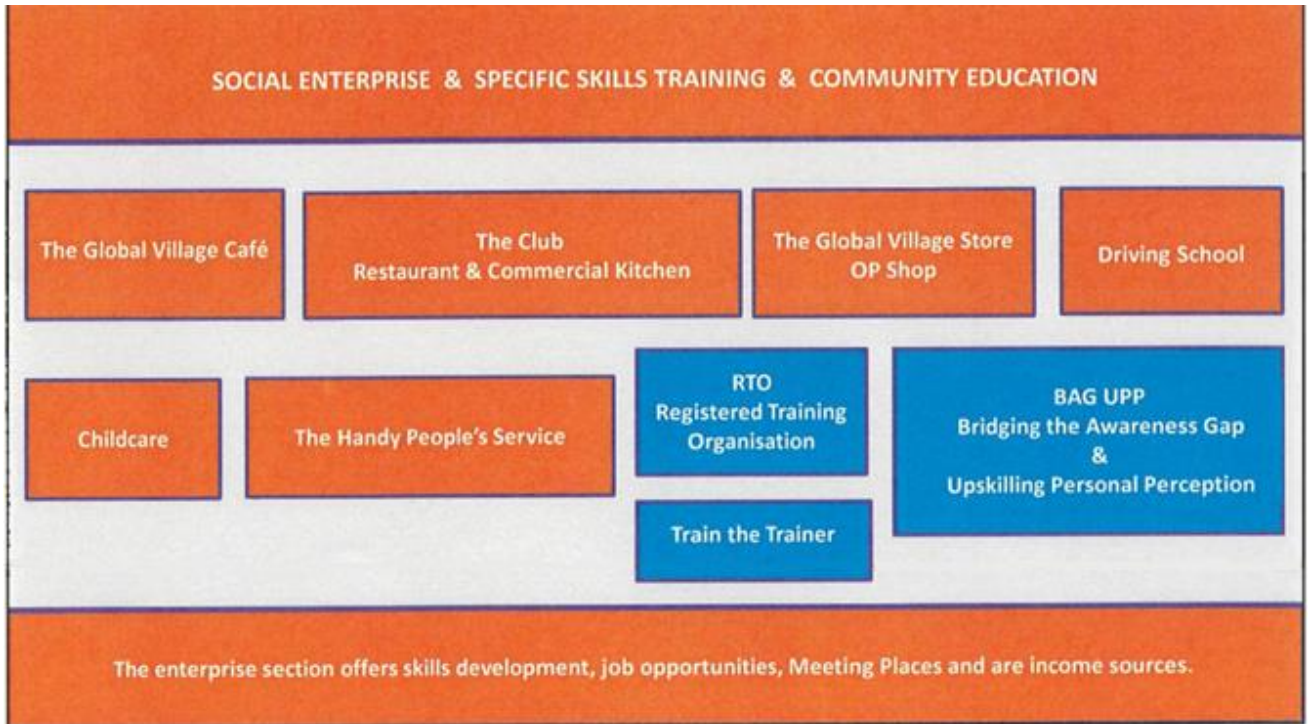 SOCIAL ENTERPRISE & SPECIFIC SKILLS TRAINING & COMMUNITY EDUCATION
The Global Village Café
The Club
Restaurant & Commercial Kitchen
The Global Village Store
OP Shop
Driving School
Childcare
The Handy People's Service
RTO
Registered Training
Organisation
Train the Trainer
BAG UPP
Bridging the Awareness Gap
&
Upskilling Personal Perception
The enterprise section offers skills development, job opportunities, Meeting Places and are income sources.